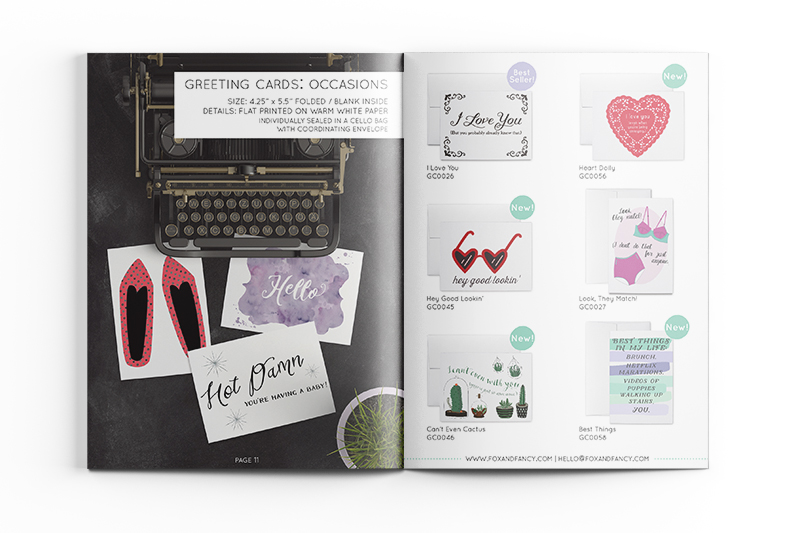 GREETING CARDS: OCCASIONS
SIZE: 4.25" x 5.5" FOLDED / BLANK INSIDE
DETAILS: FLAT PRINTED ON WARM WHITE PAPER
INDIVIDUALLY SEALED IN A CELLO BAG
WITH COORDINATING ENVELOPE
Hello
Hot Damn
YOU'RE HAVING A BABY!
PAGE 11
Best
Seller!
I Love You
(But you probably already knew that)
I Love You
GC0026
New!
I love you
Heart Doily
GC0056
New!
hey good lookin'
Hey Good Lookin'
GC0045
Look,
they match!
I don't do that
for just
anyone.
Look, They Match!
GC0027
New!
I can't even with you
Can't Even Cactus
GC0046
New!
BEST THINGS
IN MY LIFE:
BRUNCH.
NETFLIX
MARATHONS.
VIDEOS OF
PUPPIES
WALKING UP
STAIRS.
YOU.
Best Things
GC0058
WWW.FOXANDFANCY.COM | HELLO@FOXANDFANCY.COM